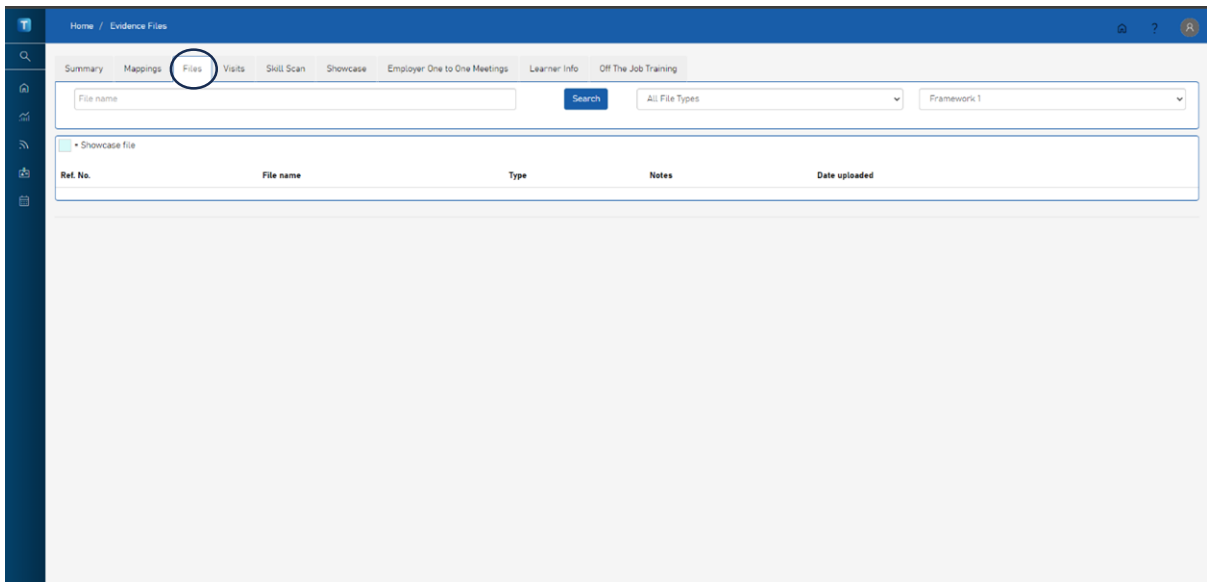 T
Home / Evidence Files
?
Summary Mappings Files Visits Skill Scan Showcase Employer One to One Meetings Learner Info Off The Job Training
File name Search All File Types Framework 1
• Showcase file
Ref. No. File name Type Notes Date uploaded